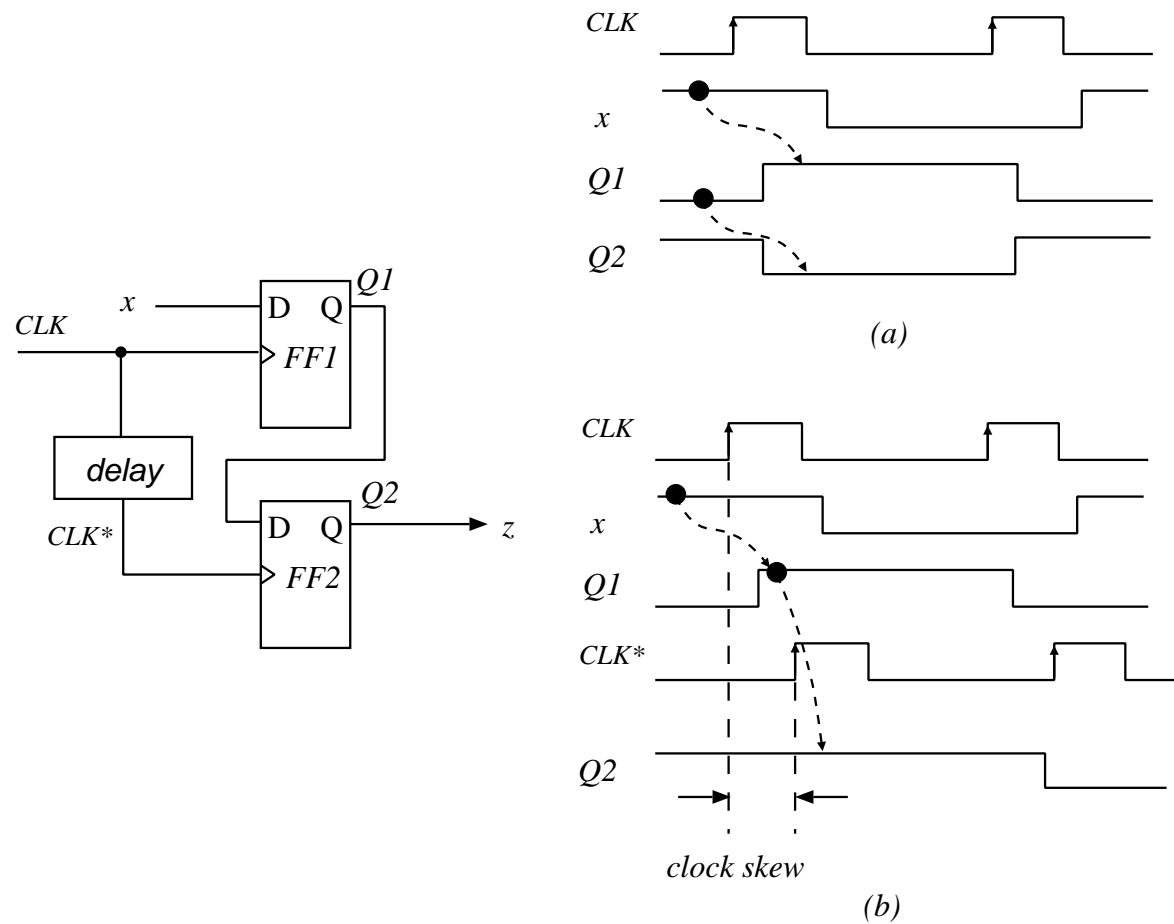 x
CLK
D Q
Q1
FF1
delay
CLK*
D Q
Q2
FF2
z
CLK
x
Q1
Q2
(a)
CLK
x
Q1
CLK*
Q2
clock skew
(b)